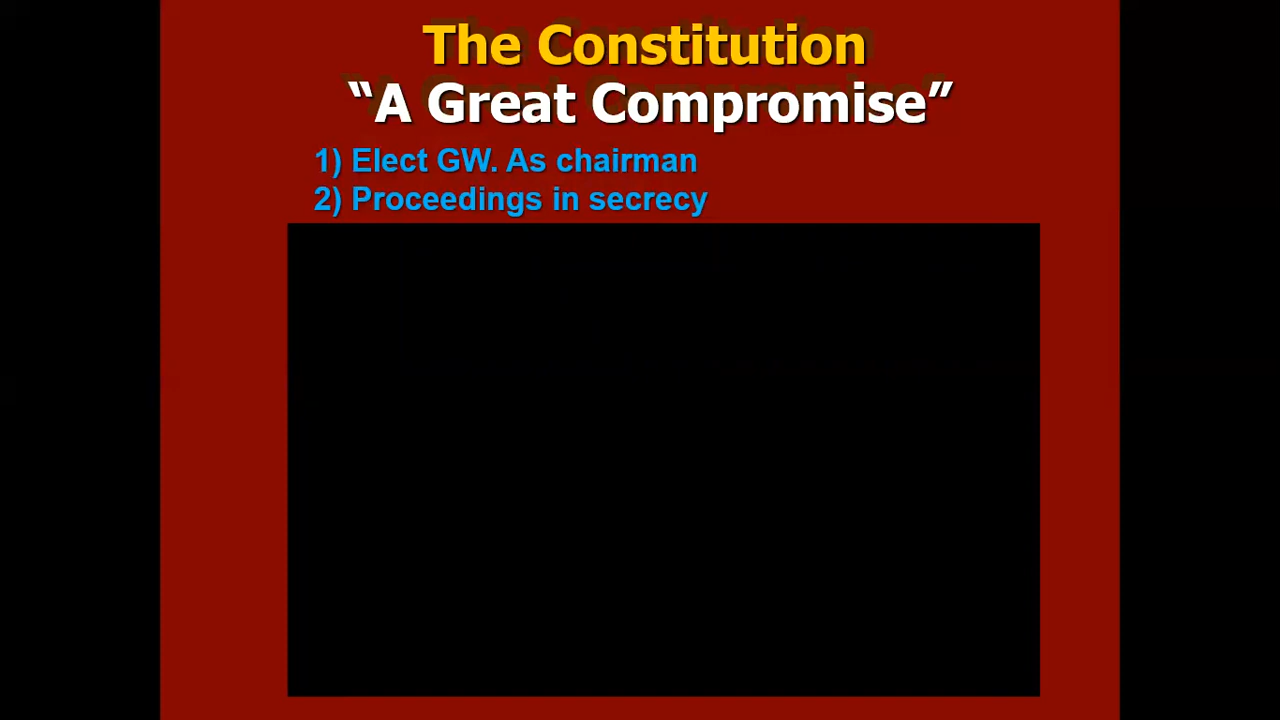 The Constitution
“A Great Compromise”
1) Elect GW. As chairman
2) Proceedings in secrecy